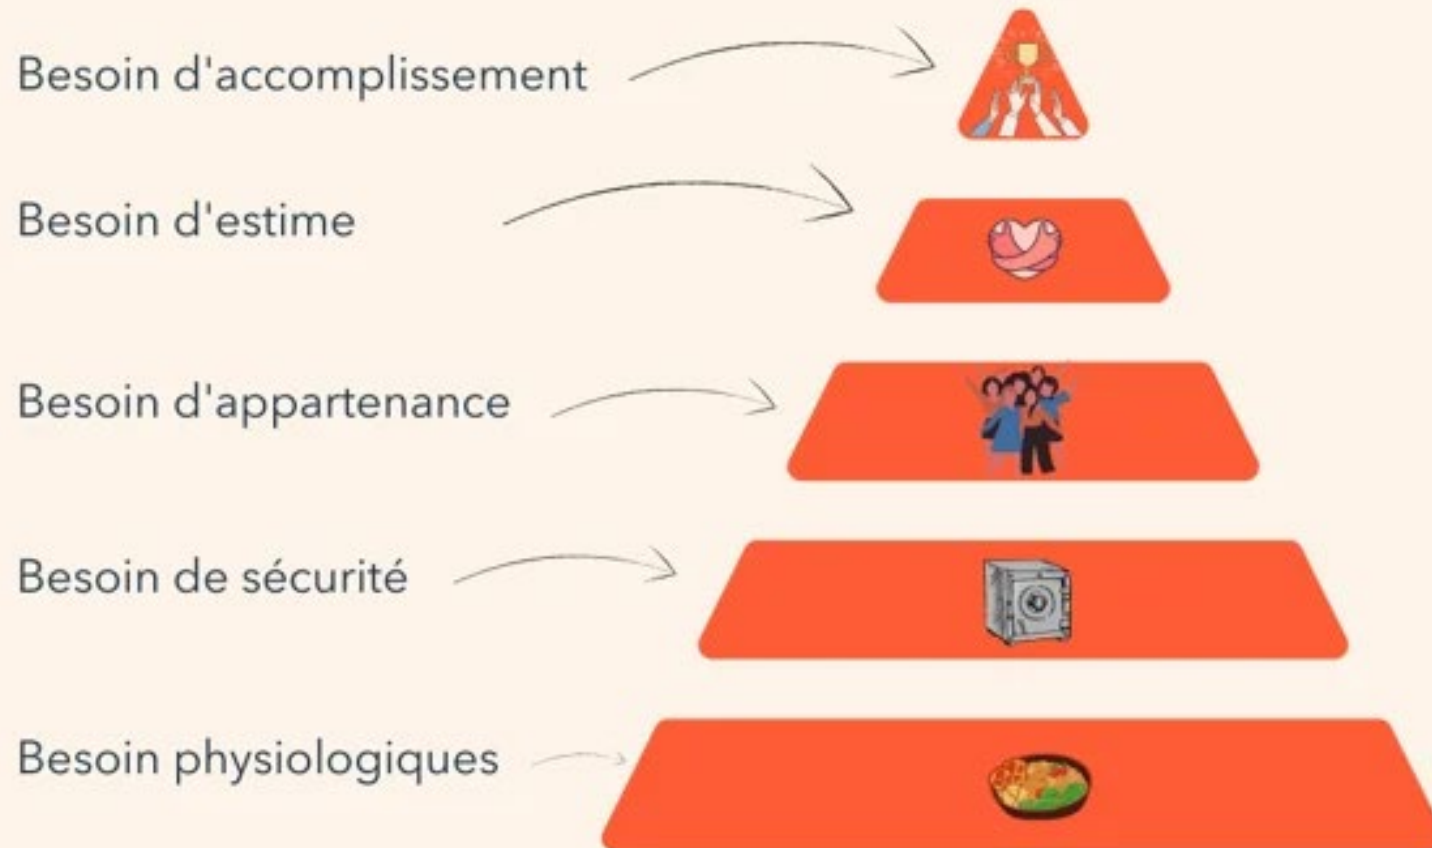 Besoin d'accomplissement
Besoin d'estime
Besoin d'appartenance
Besoin de sécurité
Besoin physiologiques